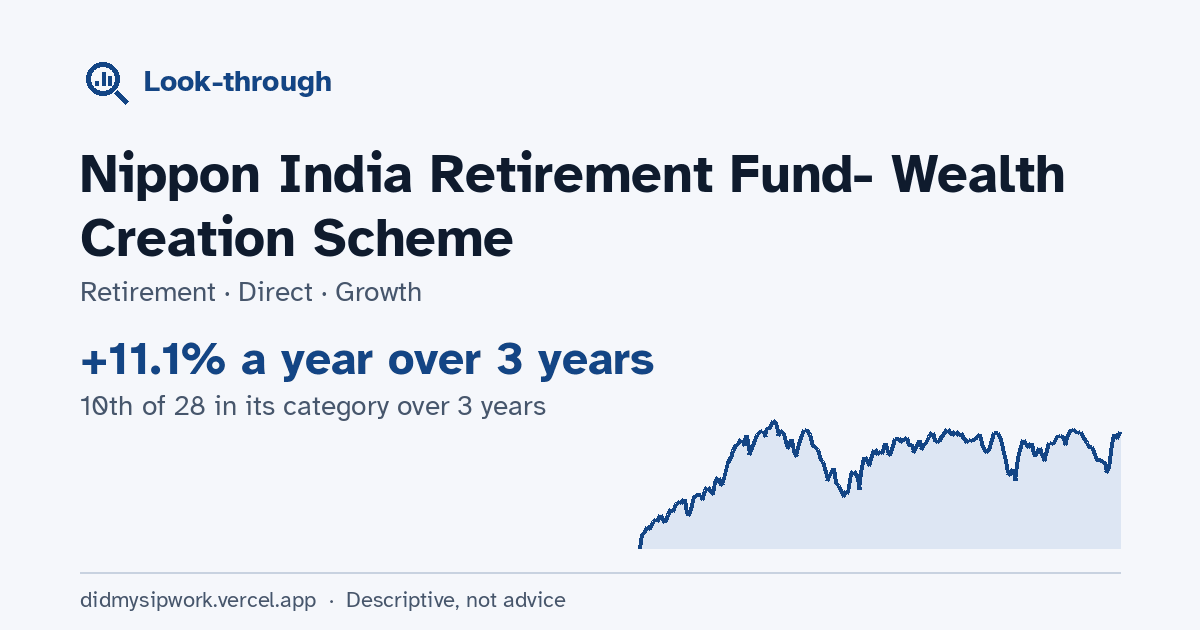 Look-through
Nippon India Retirement Fund- Wealth
Creation Scheme
Retirement · Direct · Growth
+11.1% a year over 3 years
10th of 28 in its category over 3 years
didmysipwork.vercel.app · Descriptive, not advice